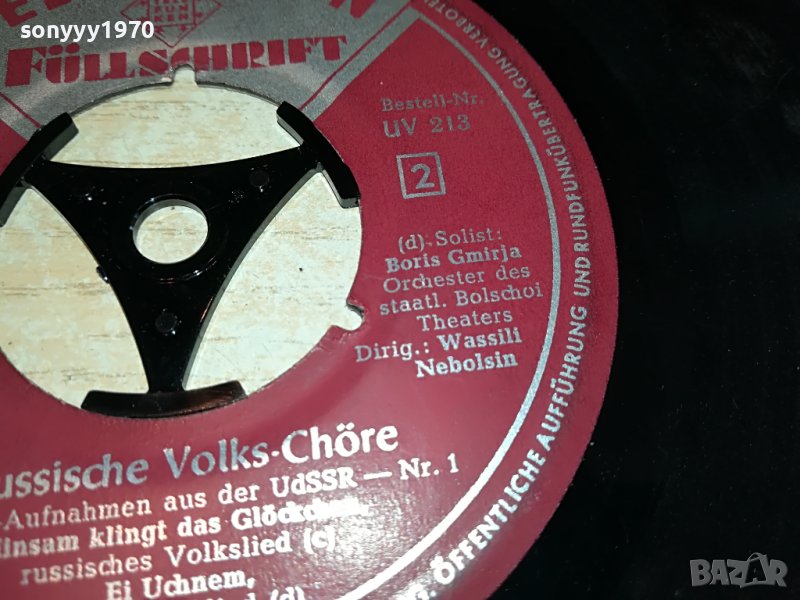 sonyyy1970
FÜLLSCHRIFT
Bestell-Nr.
UV 213
2
(d)-Solist:
Boris Gmirja
Orchester des
staatl. Bolschoi
Theaters
Dirig.: Wassili
Nebolsin
Volks-Chöre
-Aufnahmen aus der UdSSR — Nr. 1
klingt das Glöckchen,
russisches Volkslied (c)
Ei Uchnem,
(d)
ÖFFENTLICHE AUFFÜHRUNG UND RUNDFUNKÜBERTRAGUNG VERBOTEN
BAZAR